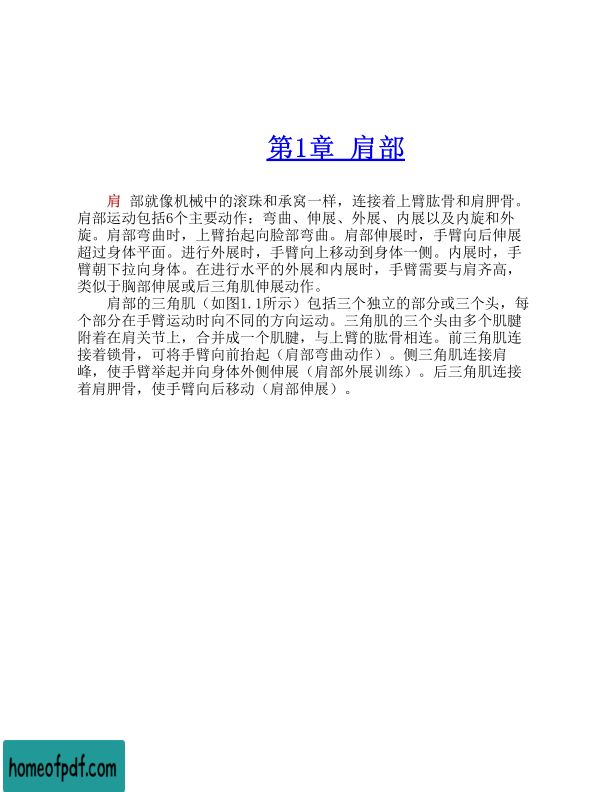 第1章 肩部
肩 部就像机械中的滚珠和承窝一样，连接着上臂肱骨和肩胛骨。
肩部运动包括6个主要动作：弯曲、伸展、外展、内展以及内旋和外
旋。肩部弯曲时，上臂抬起向脸部弯曲。肩部伸展时，手臂向后伸展
超过身体平面。进行外展时，手臂向上移动到身体一侧。内展时，手
臂朝下拉向身体。在进行水平的外展和内展时，手臂需要与肩齐高，
类似于胸部伸展或后三角肌伸展动作。
肩部的三角肌（如图1.1所示）包括三个独立的部分或三个头，每
个部分在手臂运动时向不同的方向运动。三角肌的三个头由多个肌腱
附着在肩关节上，合并成一个肌腱，与上臂的肱骨相连。前三角肌连
接着锁骨，可将手臂向前抬起（肩部弯曲动作）。侧三角肌连接肩
峰，使手臂举起并向身体外侧伸展（肩部外展训练）。后三角肌连接
着肩胛骨，使手臂向后移动（肩部伸展）。
homeofpdf.com